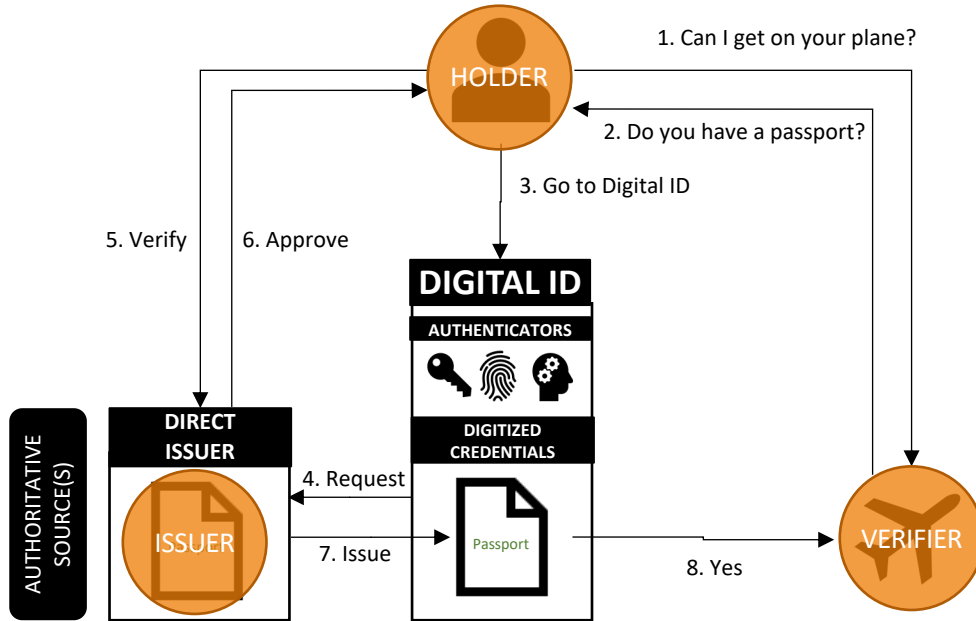 1. Can I get on your plane?
HOLDER
2. Do you have a passport?
3. Go to Digital ID
5. Verify
6. Approve
DIGITAL ID
AUTHENTICATORS
DIRECT
ISSUER
DIGITIZED
CREDENTIALS
AUTHORITATIVE
SOURCE(S)
4. Request
ISSUER
Passport
VERIFIER
7. Issue
8. Yes